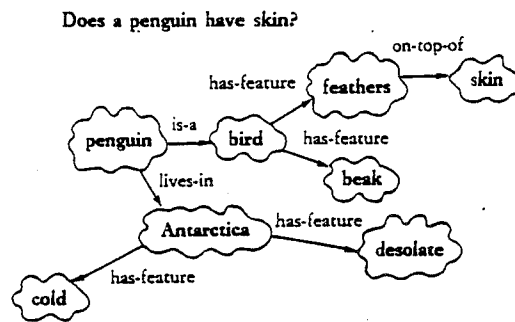 Does a penguin have skin?
on-top-of
has-feature
feathers
skin
is-a
penguin
bird
has-feature
beak
lives-in
Antarctica
has-feature
desolate
has-feature
cold